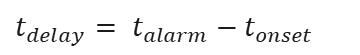 t_delay = t_alarm − t_onset